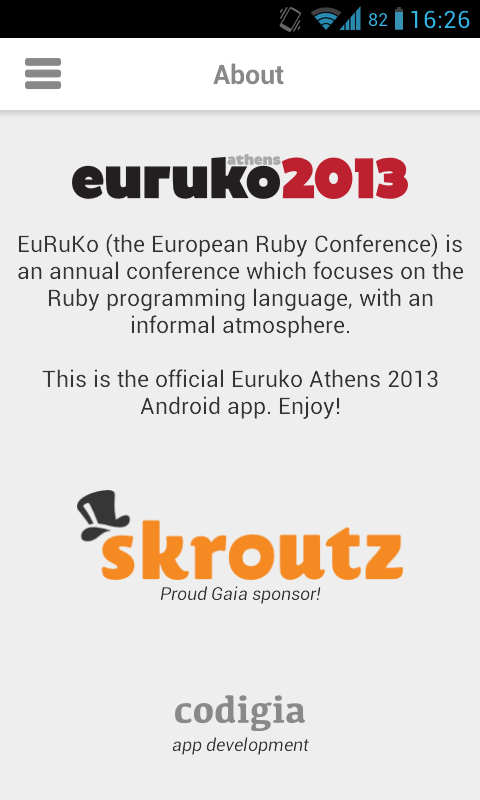 82 16:26
About
athens
euruko2013
EuRuKo (the European Ruby Conference) is
an annual conference which focuses on the
Ruby programming language, with an
informal atmosphere.
This is the official Euruko Athens 2013
Android app. Enjoy!
skroutz
Proud Gaia sponsor!
codigia
app development